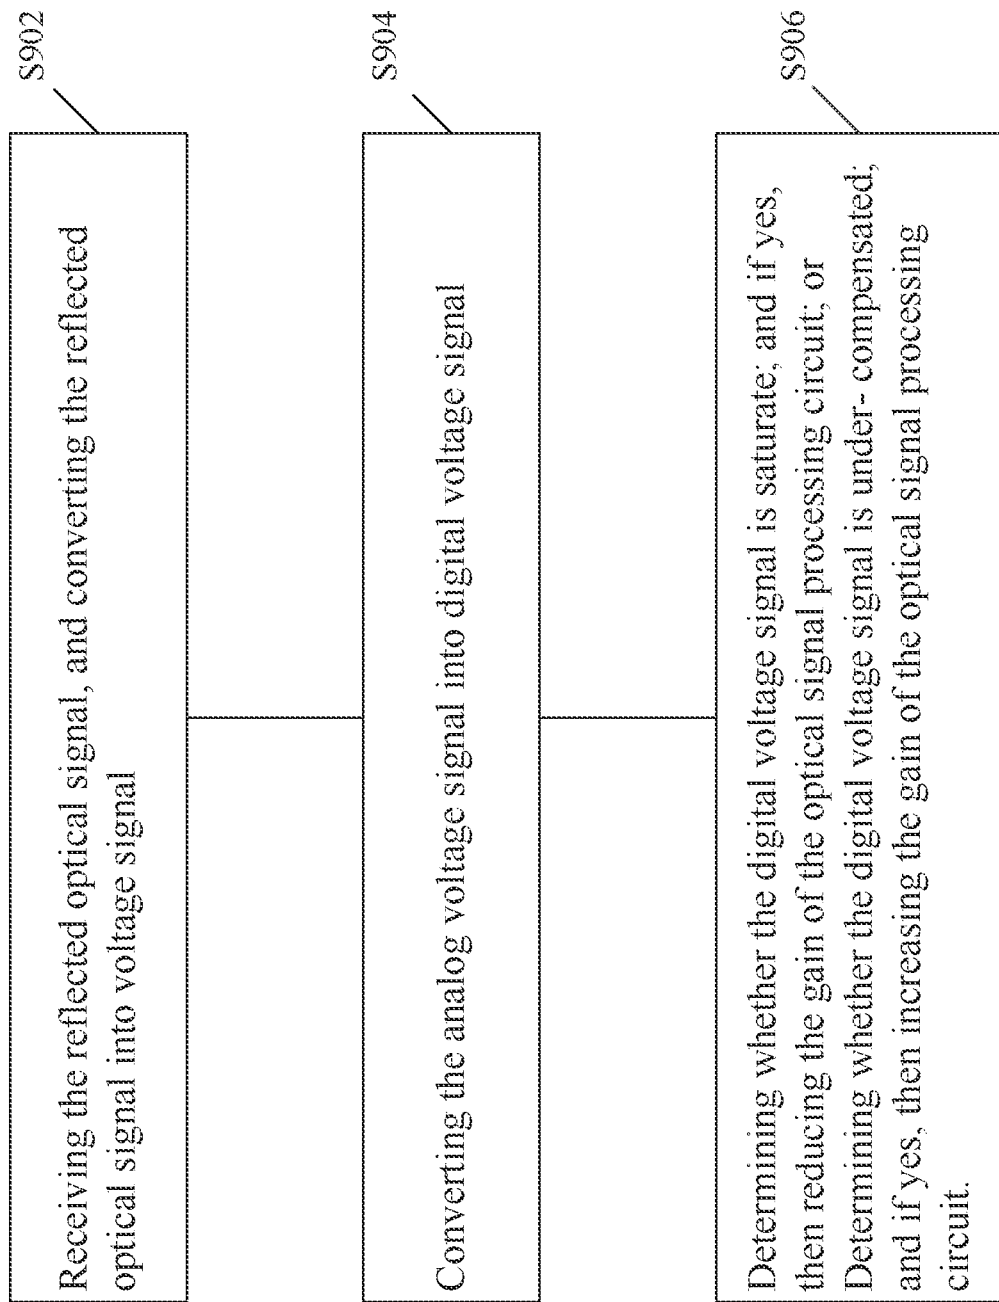 Receiving the reflected optical signal, and converting the reflected
optical signal into voltage signal
S902
Converting the analog voltage signal into digital voltage signal
S904
Determining whether the digital voltage signal is saturate; and if yes,
then reducing the gain of the optical signal processing circuit; or
Determining whether the digital voltage signal is under- compensated;
and if yes, then increasing the gain of the optical signal processing
circuit.
S906